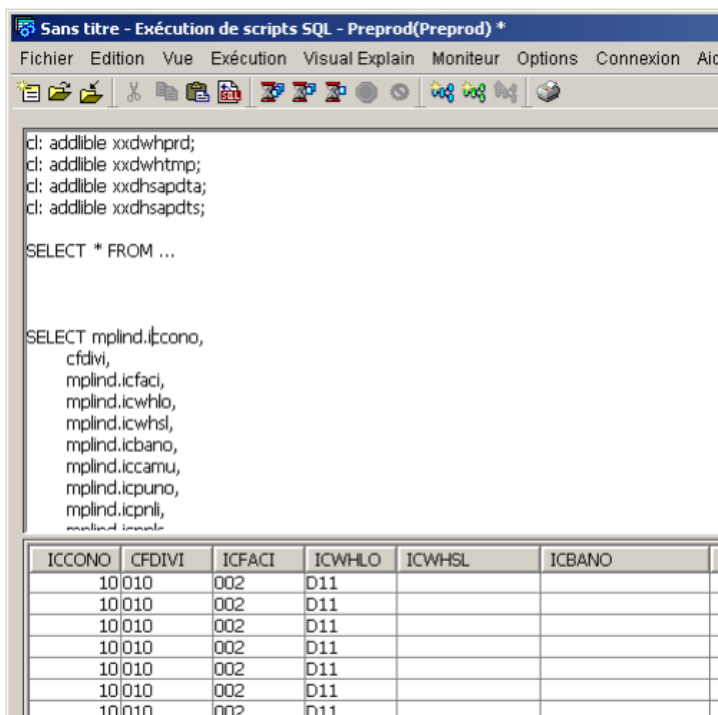 Sans titre - Exécution de scripts SQL - Preprod(Preprod) *
Fichier Edition Vue Exécution Visual Explain Moniteur Options Connexion
cl: addlible xxdwhprd;
cl: addlible xxdwhtmp;
cl: addlible xxdhsapdta;
cl: addlible xxdhsapdts;
SELECT * FROM ...
SELECT mplind.iccono,
cfdivi,
mplind.icfaci,
mplind.icwhlo,
mplind.icwhsl,
mplind.icbano,
mplind.iccamu,
mplind.icpuno,
mplind.icpnli,
ICCONO CFDIVI ICFACI ICWHLO ICWHSL ICBANO
10 010 002 D11
10 010 002 D11
10 010 002 D11
10 010 002 D11
10 010 002 D11
10 010 002 D11
10 010 002 D11